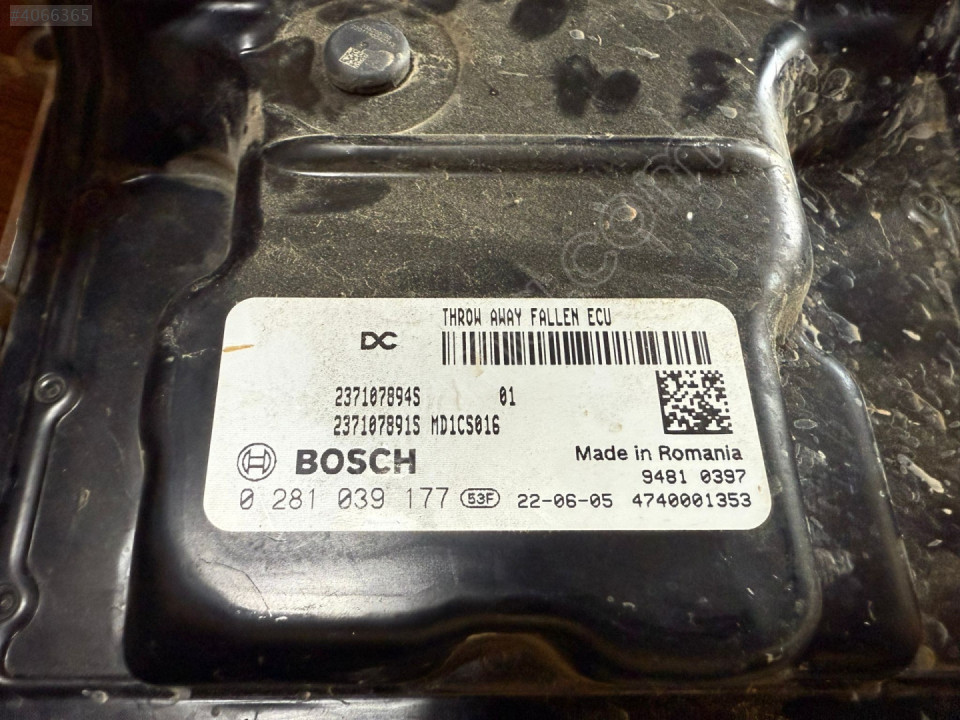 #4066365
THROW AWAY FALLEN ECU
DC
237107894S 01
237107891S MD1CS016
BOSCH
Made in Romania
9481 0397
0 281 039 177 53F 22-06-05 4740001353